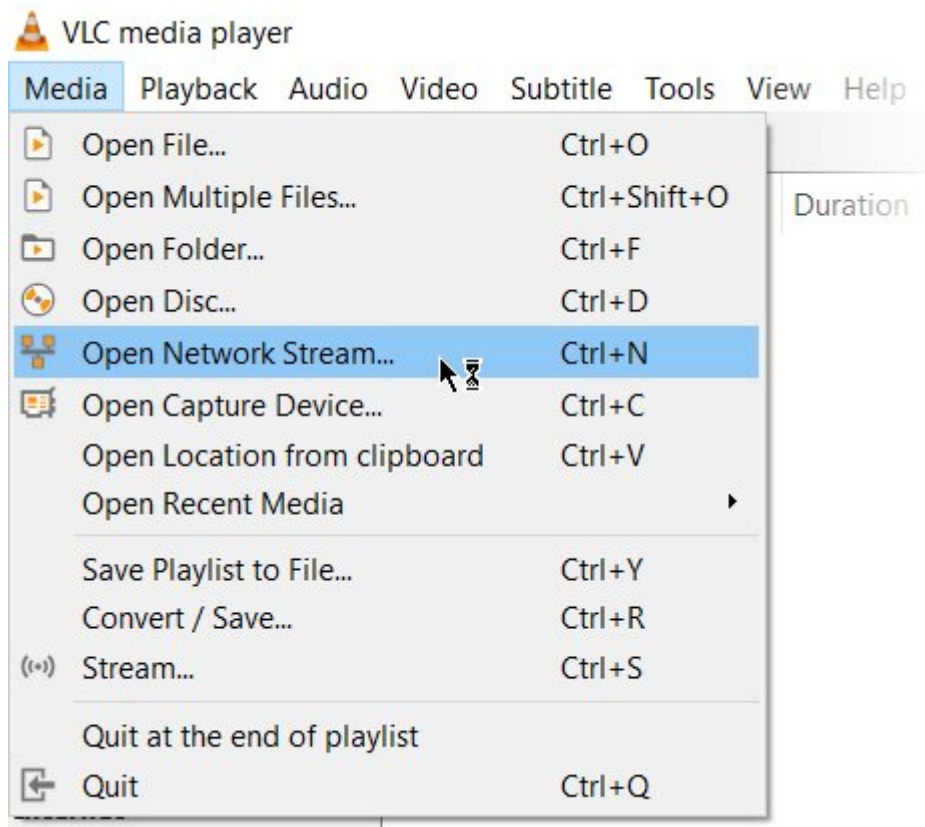 VLC media player
Media Playback Audio Video Subtitle Tools View Help
Open File... Ctrl+O
Open Multiple Files... Ctrl+Shift+O
Duration
Open Folder... Ctrl+F
Open Disc... Ctrl+D
Open Network Stream... Ctrl+N
Open Capture Device... Ctrl+C
Open Location from clipboard Ctrl+V
Open Recent Media
Save Playlist to File... Ctrl+Y
Convert / Save... Ctrl+R
Stream... Ctrl+S
Quit at the end of playlist
Quit Ctrl+Q